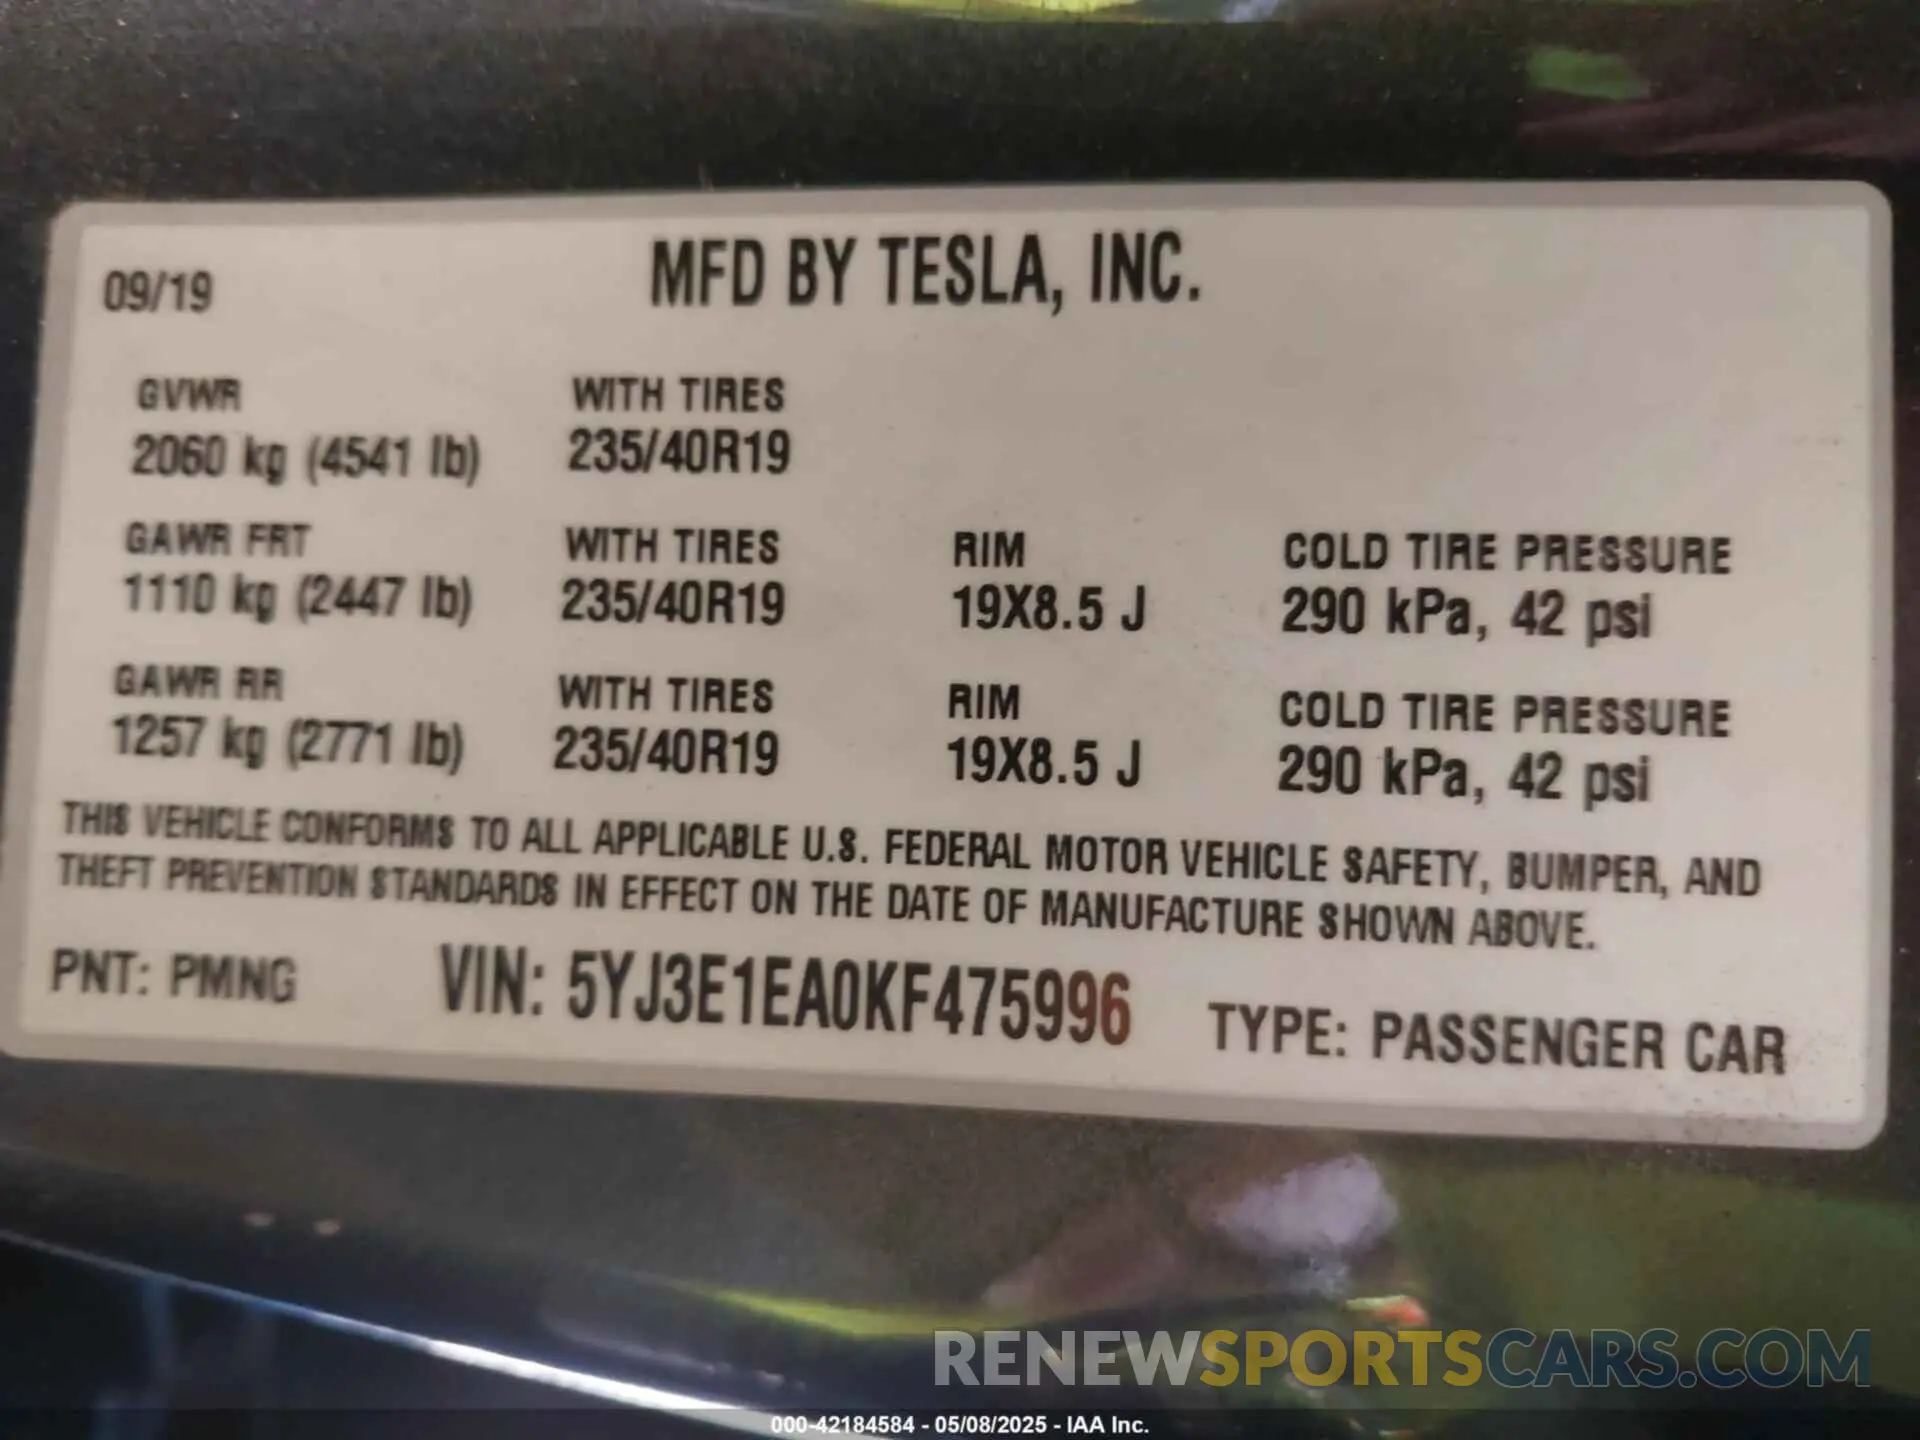 MFD BY TESLA, INC.
09/19
GVWR WITH TIRES
2060 kg (4541 lb) 235/40R19
GAWR FRT WITH TIRES RIM COLD TIRE PRESSURE
1110 kg (2447 lb) 235/40R19 19X8.5 J 290 kPa, 42 psi
GAWR RR WITH TIRES RIM COLD TIRE PRESSURE
1257 kg (2771 lb) 235/40R19 19X8.5 J 290 kPa, 42 psi
THIS VEHICLE CONFORMS TO ALL APPLICABLE U.S. FEDERAL MOTOR VEHICLE SAFETY, BUMPER, AND
THEFT PREVENTION STANDARDS IN EFFECT ON THE DATE OF MANUFACTURE SHOWN ABOVE.
PNT: PMNG VIN: 5YJ3E1EA0KF475996 TYPE: PASSENGER CAR
RENEWSPORTSCARS.COM
000-42184584 - 05/08/2025 - IAA Inc.